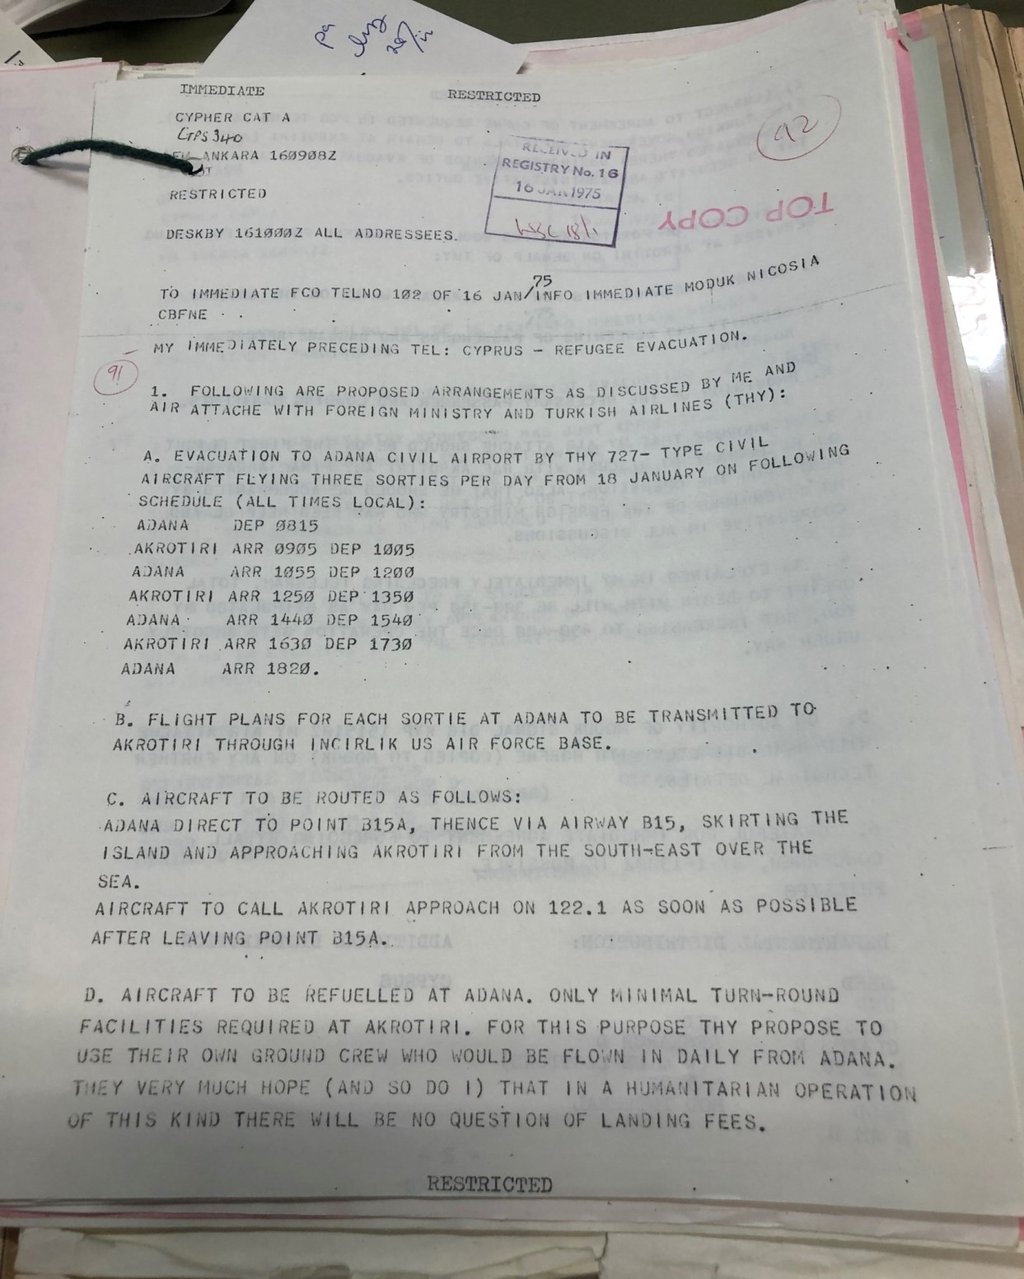 IMMEDIATE
RESTRICTED
CYPHER CAT A
GRPS 340
ANKARA 160908Z
RESTRICTED
DESKBY 161000Z ALL ADDRESSEES.
RECEIVED IN
REGISTRY No. 16
16 JAN 1975
92
TOP COPY
TO IMMEDIATE FCO TELNO 102 OF 16 JAN/75 INFO IMMEDIATE MODUK NICOSIA
CBFNE
91
MY IMMEDIATELY PRECEDING TEL: CYPRUS - REFUGEE EVACUATION.
1. FOLLOWING ARE PROPOSED ARRANGEMENTS AS DISCUSSED BY ME AND
AIR ATTACHE WITH FOREIGN MINISTRY AND TURKISH AIRLINES (THY):
A. EVACUATION TO ADANA CIVIL AIRPORT BY THY 727- TYPE CIVIL
AIRCRAFT FLYING THREE SORTIES PER DAY FROM 18 JANUARY ON FOLLOWING
SCHEDULE (ALL TIMES LOCAL):
ADANA DEP 0815
AKROTIRI ARR 0905 DEP 1005
ADANA ARR 1055 DEP 1200
AKROTIRI ARR 1250 DEP 1350
ADANA ARR 1440 DEP 1540
AKROTIRI ARR 1630 DEP 1730
ADANA ARR 1820.
B. FLIGHT PLANS FOR EACH SORTIE AT ADANA TO BE TRANSMITTED TO
AKROTIRI THROUGH INCIRLIK US AIR FORCE BASE.
C. AIRCRAFT TO BE ROUTED AS FOLLOWS:
ADANA DIRECT TO POINT B15A, THENCE VIA AIRWAY B15, SKIRTING THE
ISLAND AND APPROACHING AKROTIRI FROM THE SOUTH-EAST OVER THE
SEA.
AIRCRAFT TO CALL AKROTIRI APPROACH ON 122.1 AS SOON AS POSSIBLE
AFTER LEAVING POINT B15A.
D. AIRCRAFT TO BE REFUELLED AT ADANA. ONLY MINIMAL TURN-ROUND
FACILITIES REQUIRED AT AKROTIRI. FOR THIS PURPOSE THY PROPOSE TO
USE THEIR OWN GROUND CREW WHO WOULD BE FLOWN IN DAILY FROM ADANA.
THEY VERY MUCH HOPE (AND SO DO I) THAT IN A HUMANITARIAN OPERATION
OF THIS KIND THERE WILL BE NO QUESTION OF LANDING FEES.
RESTRICTED